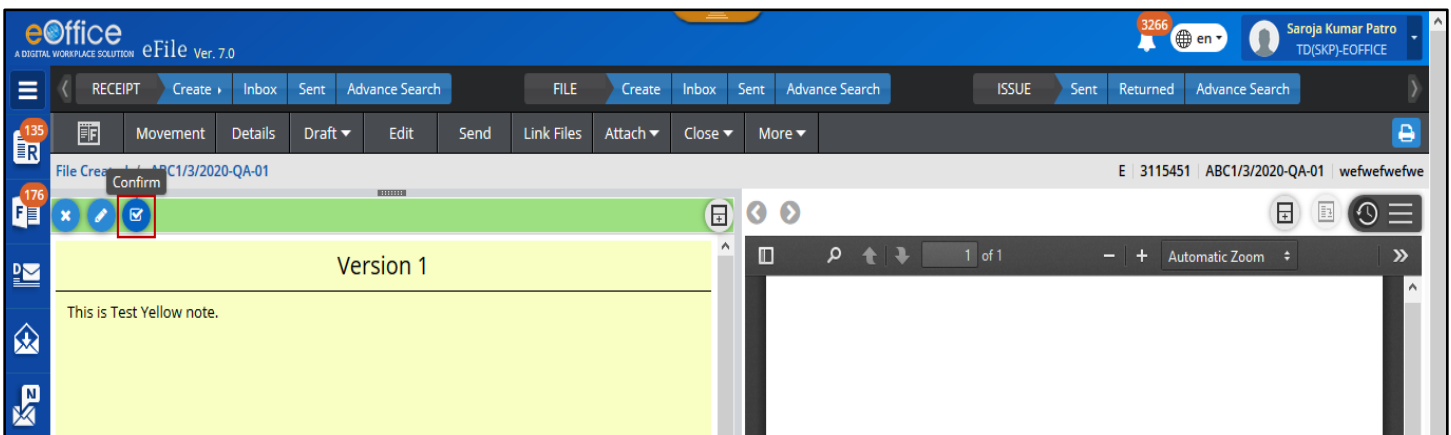 eOffice
A DIGITAL WORKPLACE SOLUTION eFile Ver. 7.0
3266
en
Saroja Kumar Patro
TD(SKP)-EOFFICE
RECEIPT Create Inbox Sent Advance Search FILE Create Inbox Sent Advance Search ISSUE Sent Returned Advance Search
135
R
F Movement Details Draft Edit Send Link Files Attach Close More
File Crea ABC1/3/2020-QA-01
E 3115451 ABC1/3/2020-QA-01 wefwefwefwe
Confirm
176
F
1 of 1
Automatic Zoom
Version 1
This is Test Yellow note.
D
N